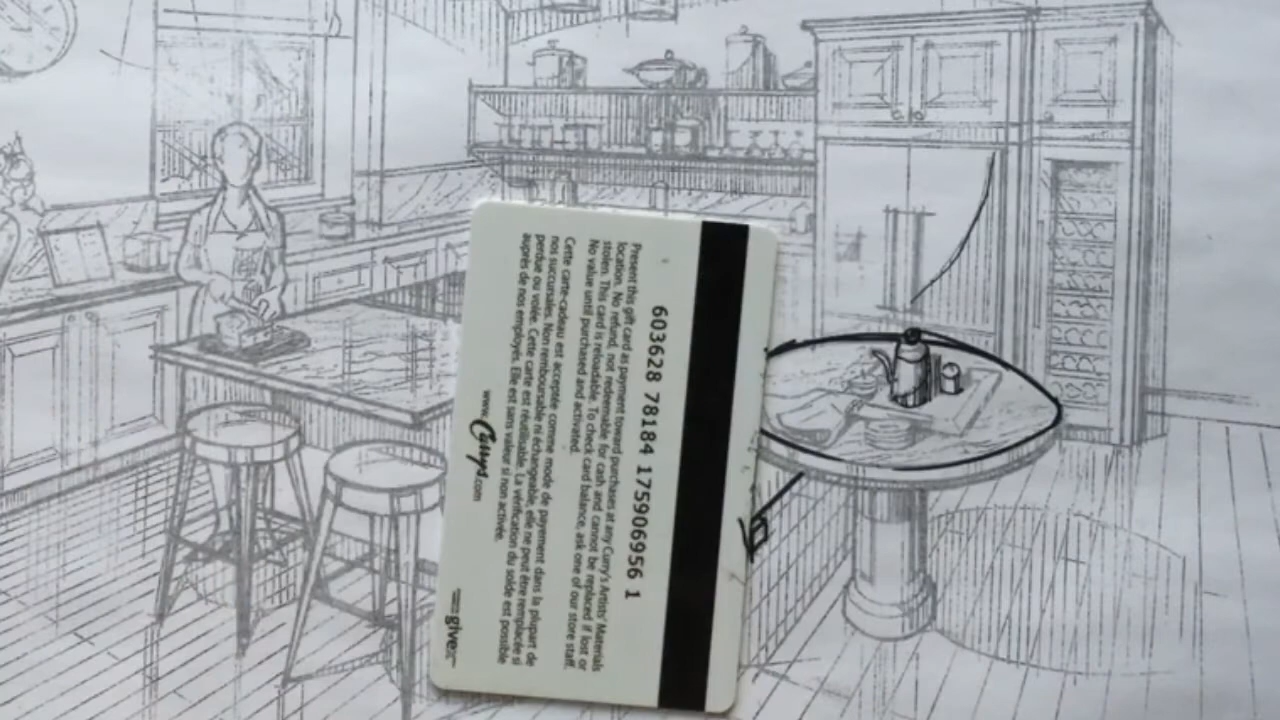 603628 78184 175906956 1
Present this gift card as payment toward purchases at any Curry's Artists' Materials
location. No refund, not redeemable for cash and cannot be replaced if lost or
stolen. This card is reloadable. To check card balance, ask one of our store staff.
No value until purchased and activated.
Cette carte-cadeau est acceptée comme mode de payement dans la plupart de
nos succursales. Non remboursable ni échangeable, elle ne peut être remplacée si
perdue ou volée. Cette carte est réutilisable. La vérification du solde est possible
auprès de nos employés. Elle est sans valeur si non activée.
www.Currys.com
give